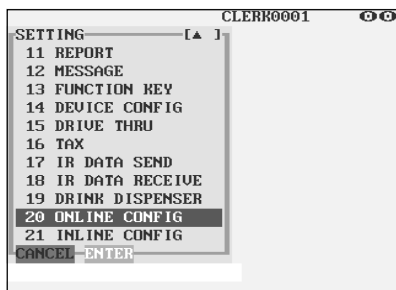 CLERK0001 00
SETTING [▲ ]
11 REPORT
12 MESSAGE
13 FUNCTION KEY
14 DEVICE CONFIG
15 DRIVE THRU
16 TAX
17 IR DATA SEND
18 IR DATA RECEIVE
19 DRINK DISPENSER
20 ONLINE CONFIG
21 INLINE CONFIG
CANCEL ENTER